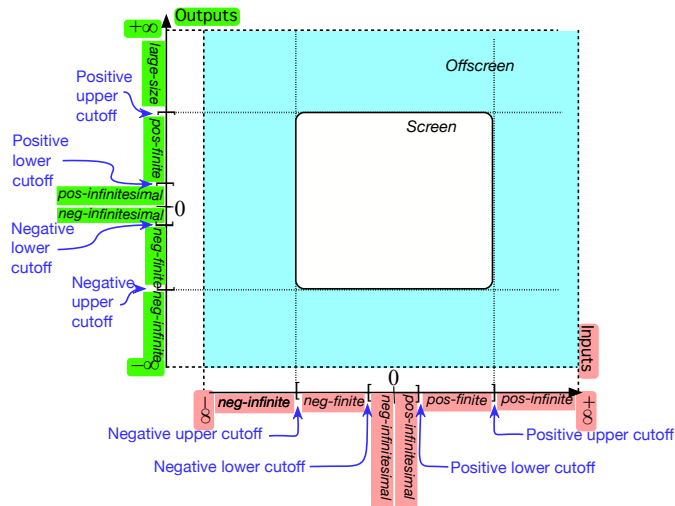 +∞
Outputs
large-size
Offscreen
Positive
upper
cutoff
Screen
pos-finite
Positive
lower
cutoff
pos-infinitesimal
0
neg-infinitesimal
Negative
lower
cutoff
neg-finite
Negative
upper
cutoff
neg-infinite
−∞
Inputs
0
−∞
neg-infinite
neg-finite
neg-infinitesimal
pos-infinitesimal
pos-finite
pos-infinite
+∞
Negative upper cutoff
Positive upper cutoff
Negative lower cutoff
Positive lower cutoff